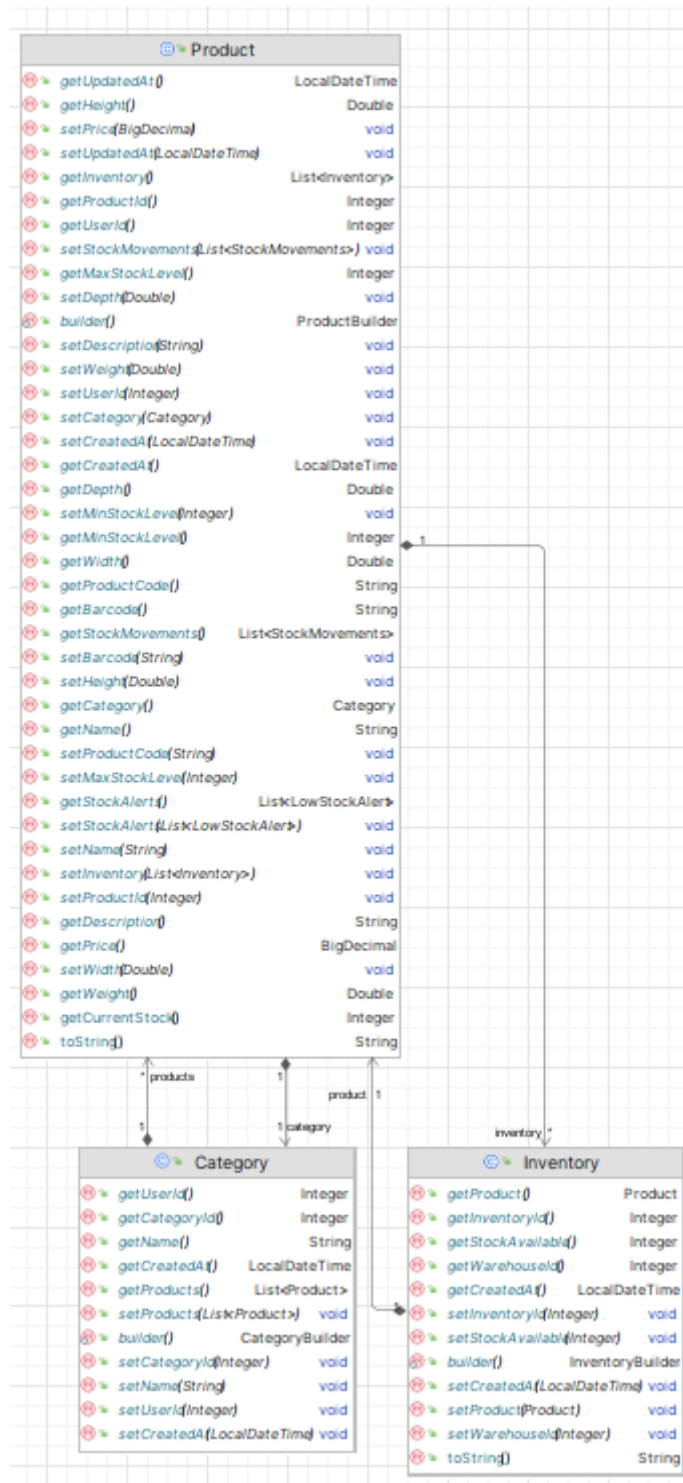 Product
getUpdatedAt() LocalDateTime
getHeight() Double
setPrice(BigDecimal) void
setUpdatedAt(LocalDateTime) void
getInventory() List<Inventory>
getProductId() Integer
getUserId() Integer
setStockMovements(List<StockMovements>) void
getMaxStockLevel() Integer
setDepth(Double) void
builder() ProductBuilder
setDescription(String) void
setWeight(Double) void
setUserId(Integer) void
setCategory(Category) void
setCreatedAt(LocalDateTime) void
getCreatedAt() LocalDateTime
getDepth() Double
setMinStockLevel(Integer) void
getMinStockLevel() Integer
getWidth() Double
getProductCode() String
getBarcode() String
getStockMovements() List<StockMovements>
setBarcode(String) void
setHeight(Double) void
getCategory() Category
getName() String
setProductCode(String) void
setMaxStockLevel(Integer) void
getStockAlerts() List<LowStockAlert>
setStockAlerts(List<LowStockAlert>) void
setName(String) void
setInventory(List<Inventory>) void
setProductId(Integer) void
getDescription() String
getPrice() BigDecimal
setWidth(Double) void
getWeight() Double
getCurrentStock() Integer
toString() String
1
* products
1
product 1
1
1 category
inventory *
Category
getUserId() Integer
getCategoryId() Integer
getName() String
getCreatedAt() LocalDateTime
getProducts() List<Product>
setProducts(List<Product>) void
builder() CategoryBuilder
setCategoryId(Integer) void
setName(String) void
setUserId(Integer) void
setCreatedAt(LocalDateTime) void
Inventory
getProduct() Product
getInventoryId() Integer
getStockAvailable() Integer
getWarehouseId() Integer
getCreatedAt() LocalDateTime
*
setInventoryId(Integer) void
setStockAvailable(Integer) void
builder() InventoryBuilder
setCreatedAt(LocalDateTime) void
setProduct(Product) void
setWarehouseId(Integer) void
toString() String